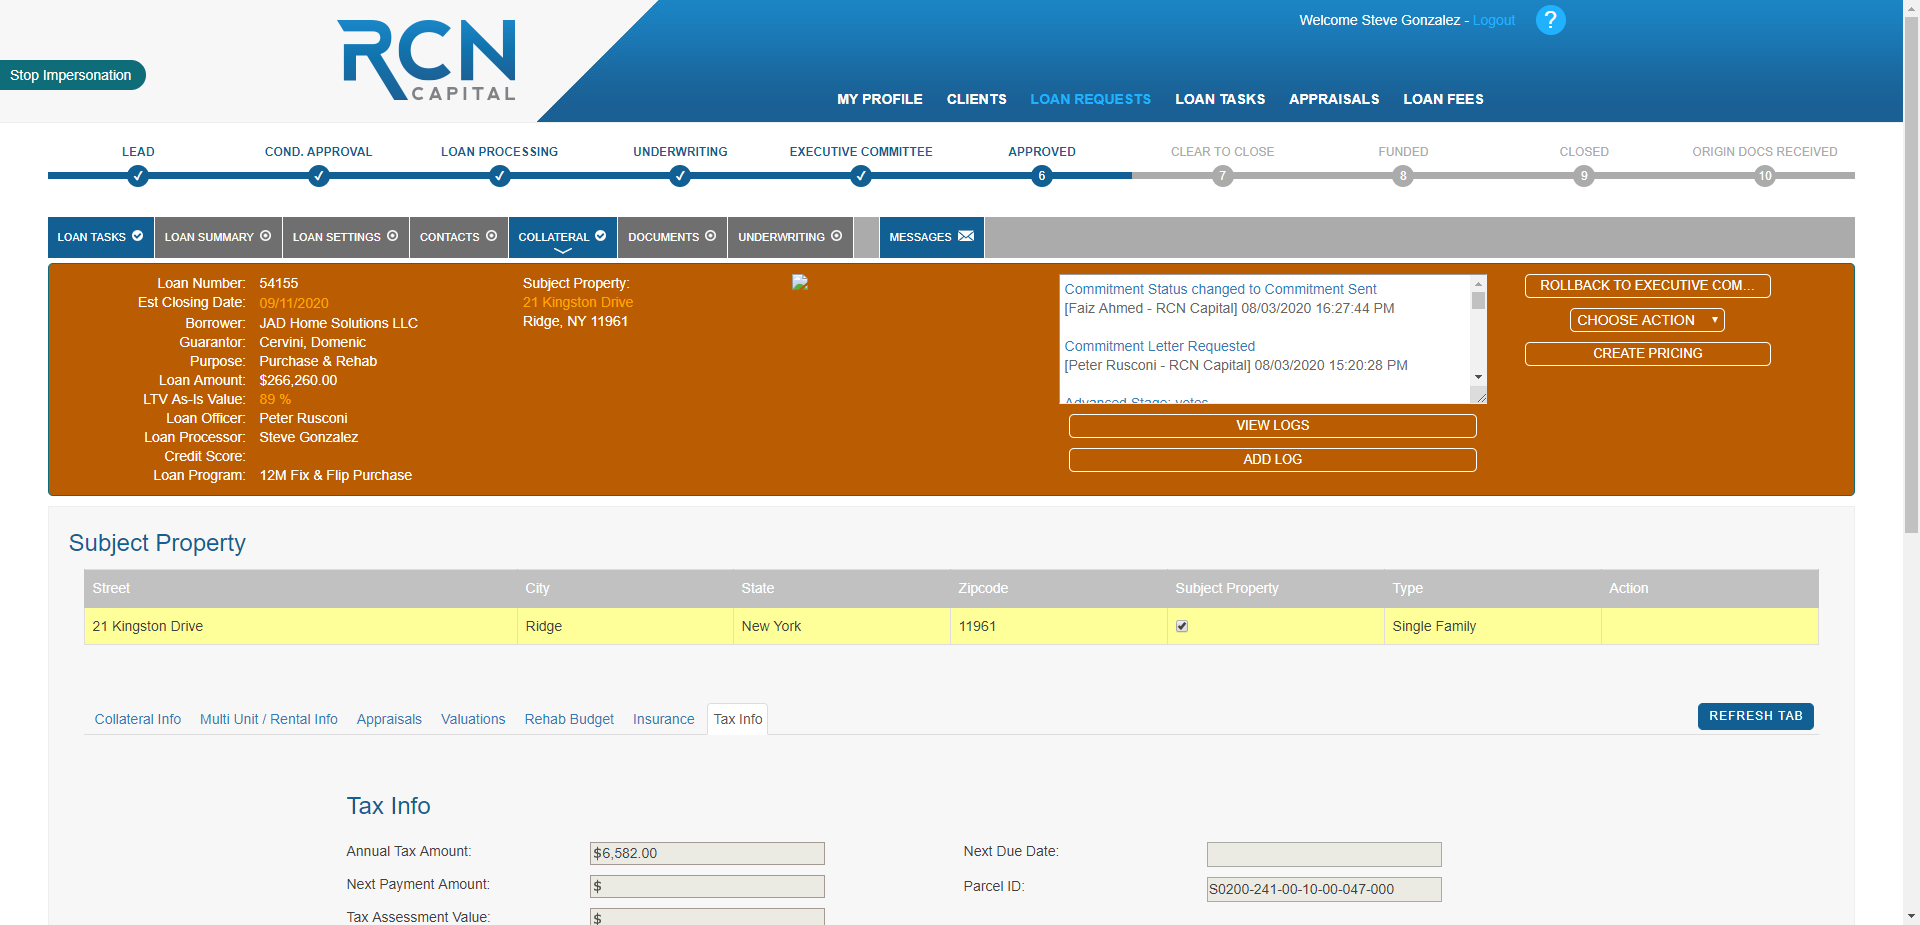 Welcome Steve Gonzalez - Logout
?
Stop Impersonation
RCN
CAPITAL
MY PROFILE CLIENTS LOAN REQUESTS LOAN TASKS APPRAISALS LOAN FEES
LEAD COND. APPROVAL LOAN PROCESSING UNDERWRITING EXECUTIVE COMMITTEE APPROVED CLEAR TO CLOSE FUNDED CLOSED ORIGIN DOCS RECEIVED
6 7 8 9 10
LOAN TASKS LOAN SUMMARY LOAN SETTINGS CONTACTS COLLATERAL DOCUMENTS UNDERWRITING MESSAGES
Loan Number: 54155
Est Closing Date: 09/11/2020
Borrower: JAD Home Solutions LLC
Guarantor: Cervini, Domenic
Purpose: Purchase & Rehab
Loan Amount: $266,260.00
LTV As-Is Value: 89 %
Loan Officer: Peter Rusconi
Loan Processor: Steve Gonzalez
Credit Score:
Loan Program: 12M Fix & Flip Purchase
Subject Property:
21 Kingston Drive
Ridge, NY 11961
Commitment Status changed to Commitment Sent
[Faiz Ahmed - RCN Capital] 08/03/2020 16:27:44 PM
Commitment Letter Requested
[Peter Rusconi - RCN Capital] 08/03/2020 15:20:28 PM
Advanced Stage: votes
VIEW LOGS
ADD LOG
ROLLBACK TO EXECUTIVE COM...
CHOOSE ACTION
CREATE PRICING
Subject Property
Street City State Zipcode Subject Property Type Action
21 Kingston Drive Ridge New York 11961 Single Family
Collateral Info Multi Unit / Rental Info Appraisals Valuations Rehab Budget Insurance Tax Info REFRESH TAB
Tax Info
Annual Tax Amount: $6,582.00
Next Payment Amount: $
Tax Assessment Value: $
Next Due Date:
Parcel ID: S0200-241-00-10-00-047-000